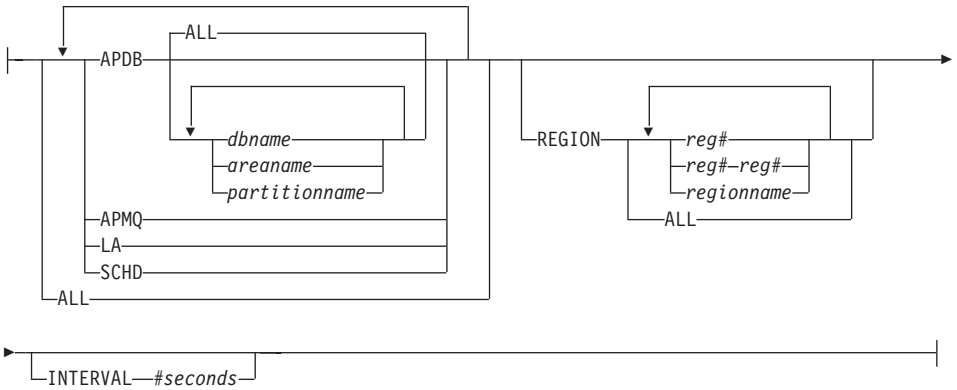 ALL
APDB
dbname
areaname
partitionname
APMQ
LA
SCHD
ALL
REGION
reg#
reg#–reg#
regionname
ALL
INTERVAL #seconds